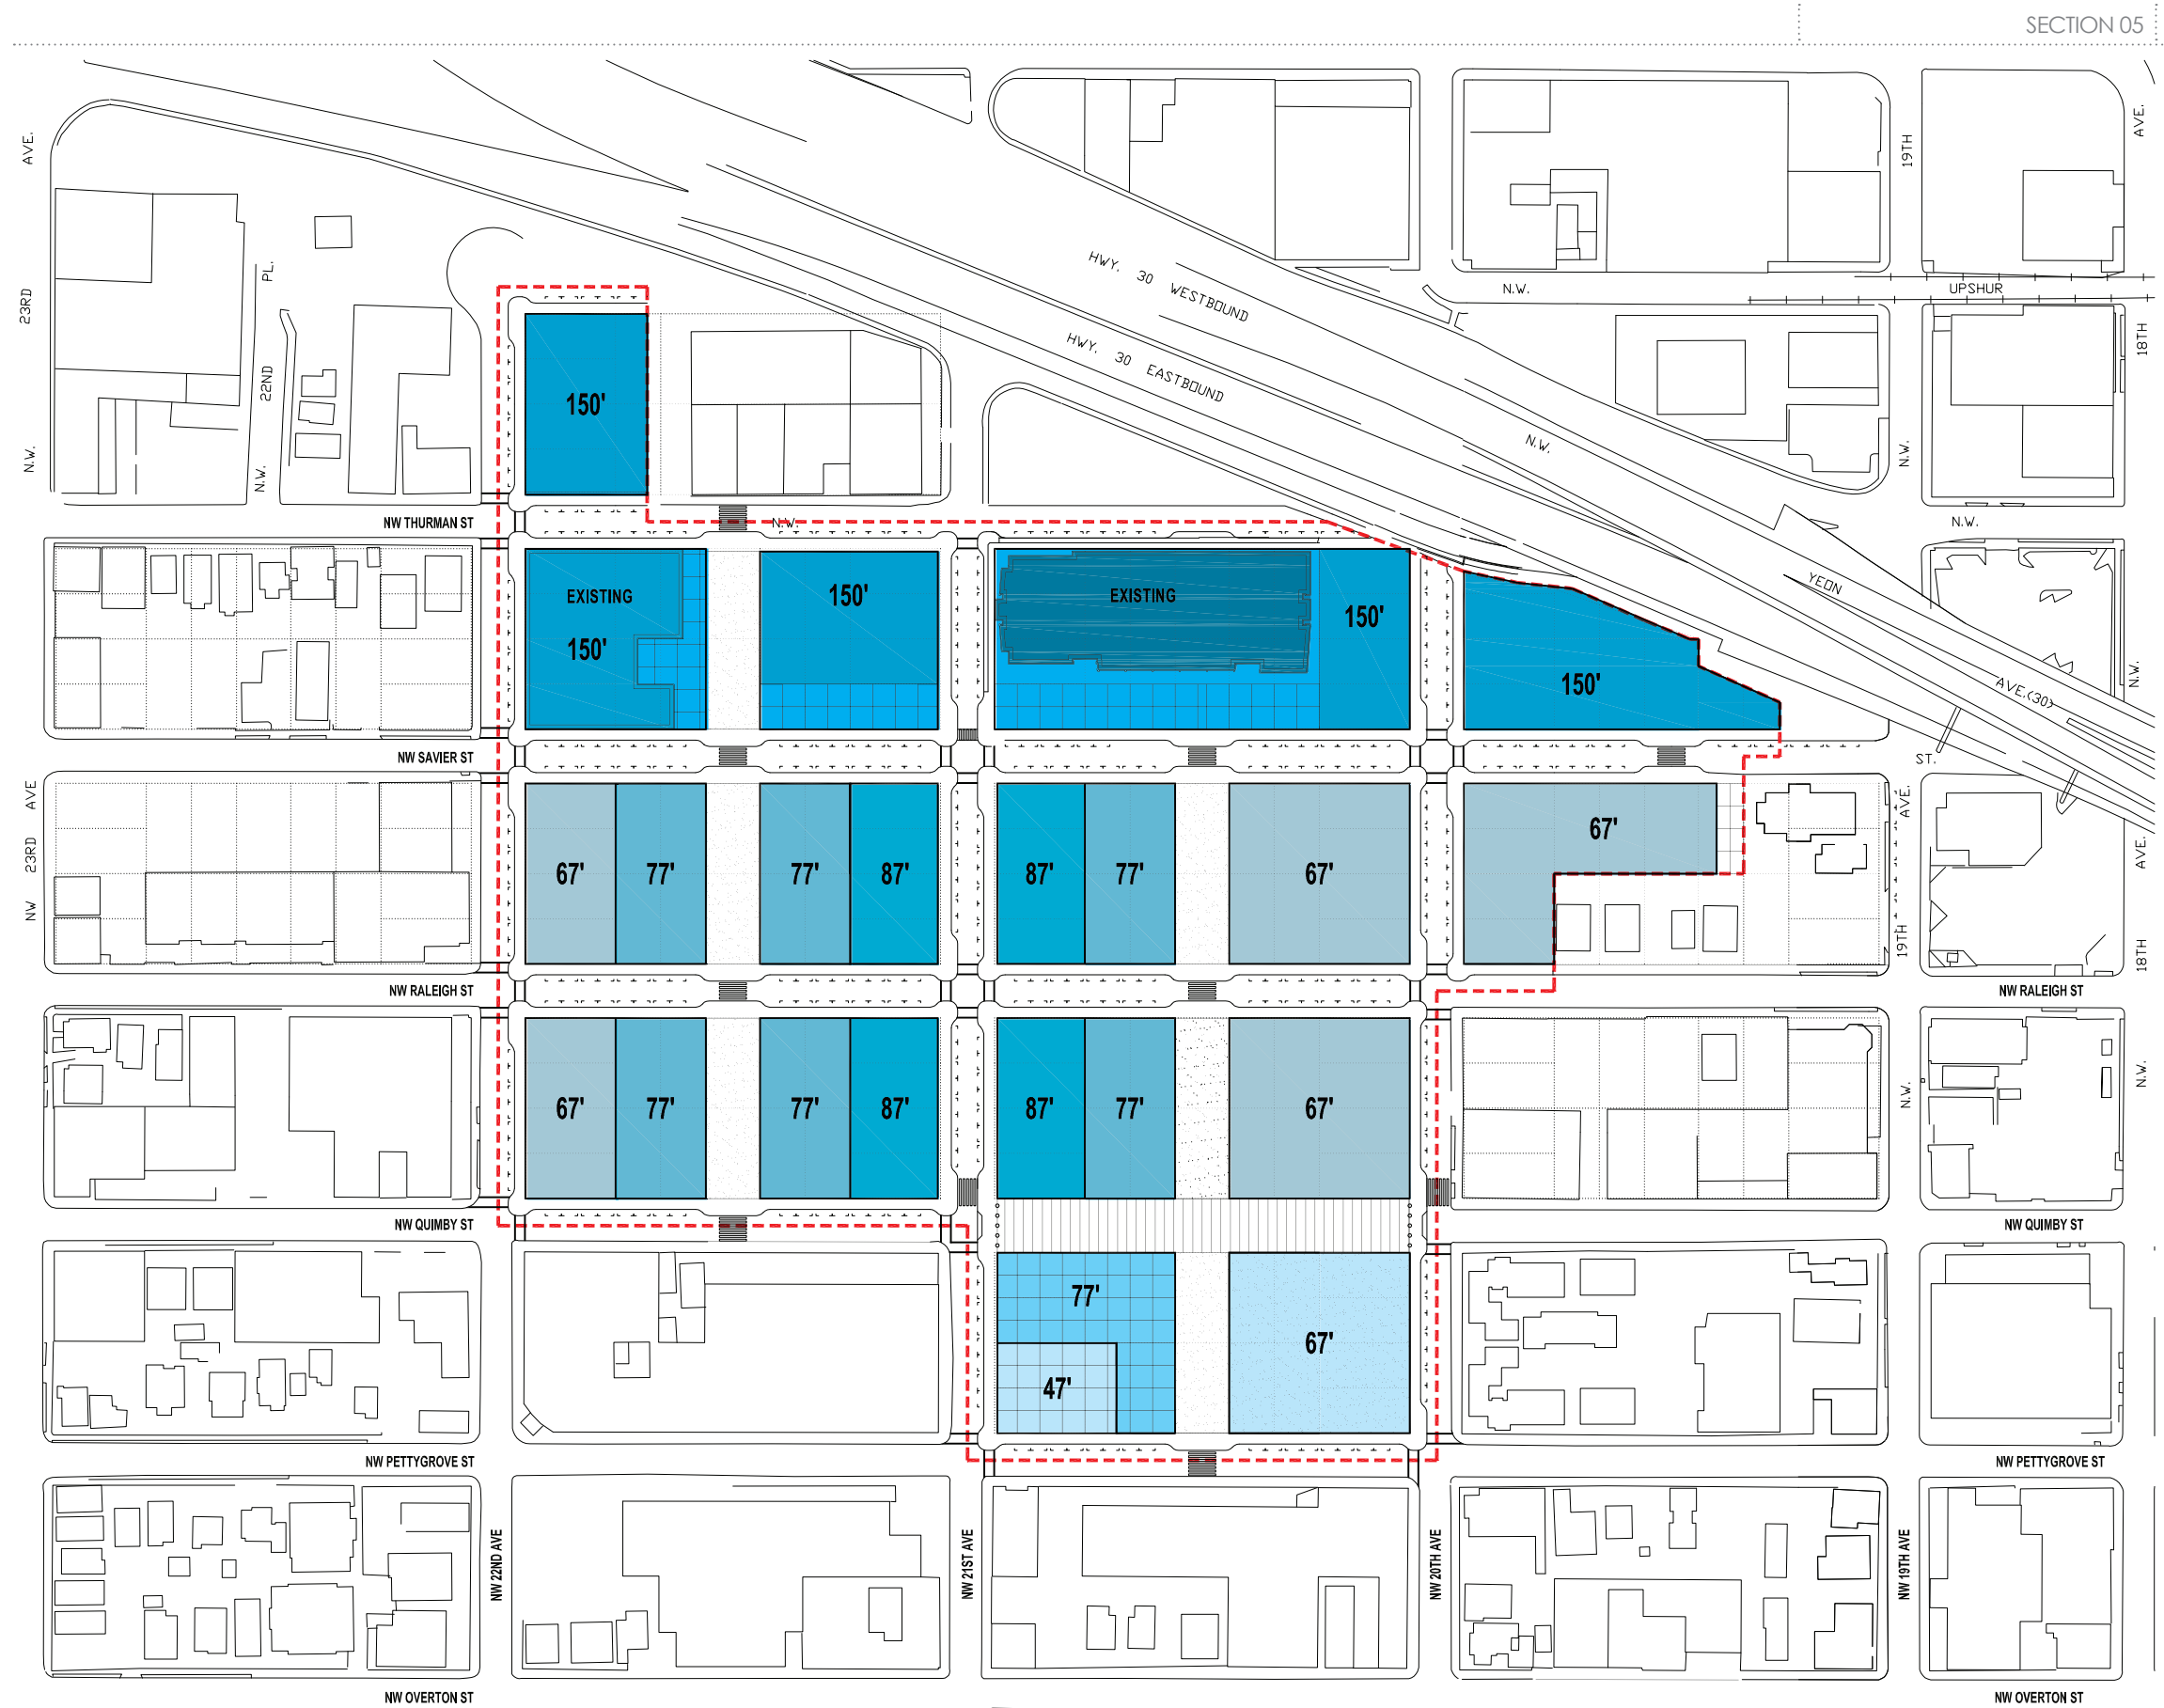 SECTION 05
AVE.
23RD
N.W.
PL.
22ND
N.W.
HWY. 30 WESTBOUND
HWY. 30 EASTBOUND
N.W.
UPSHUR
19TH
AVE.
18TH
N.W.
N.W.
N.W.
YEON
AVE.(30)
N.W.
150'
NW THURMAN ST
N.W.
EXISTING
150'
150'
EXISTING
150'
150'
NW SAVIER ST
ST.
AVE
23RD
NW
67'
77'
77'
87'
87'
77'
67'
67'
AVE.
19TH
AVE.
18TH
NW RALEIGH ST
NW RALEIGH ST
67'
77'
77'
87'
87'
77'
67'
N.W.
N.W.
NW QUIMBY ST
NW QUIMBY ST
77'
47'
67'
NW PETTYGROVE ST
NW PETTYGROVE ST
NW 22ND AVE
NW 21ST AVE
NW 20TH AVE
NW 19TH AVE
NW OVERTON ST
NW OVERTON ST